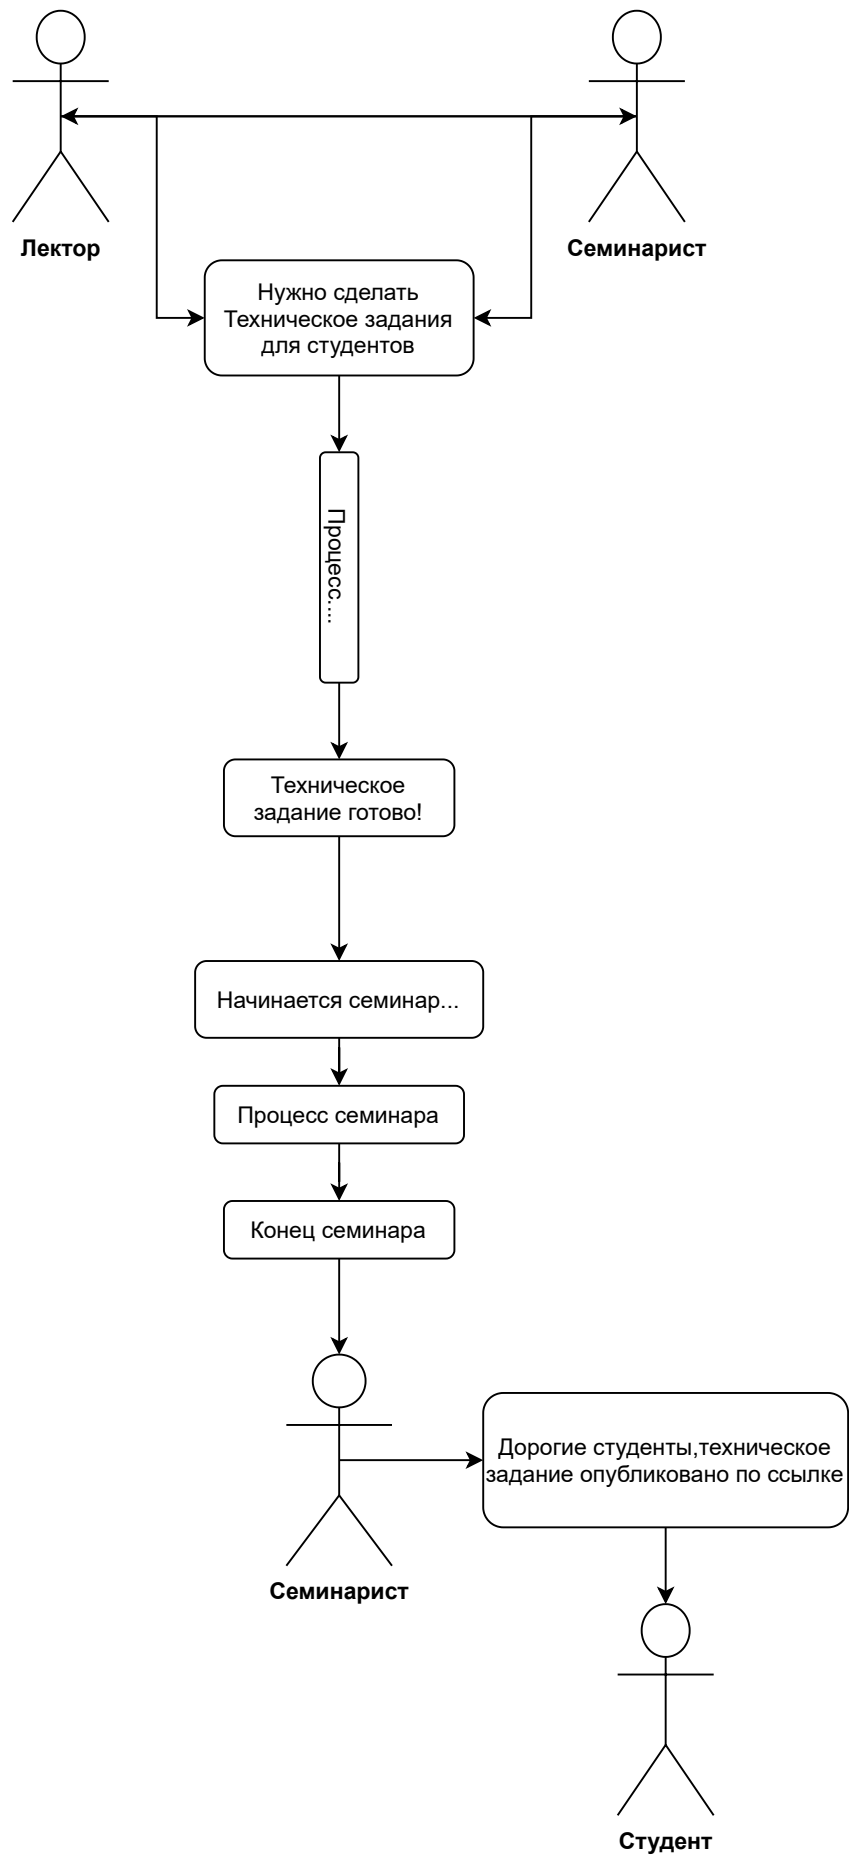 Лектор
Семинарист
Нужно сделать
Техническое задания
для студентов
Процесс....
Техническое
задание готово!
Начинается семинар...
Процесс семинара
Конец семинара
Дорогие студенты,техническое
задание опубликовано по ссылке
Семинарист
Студент